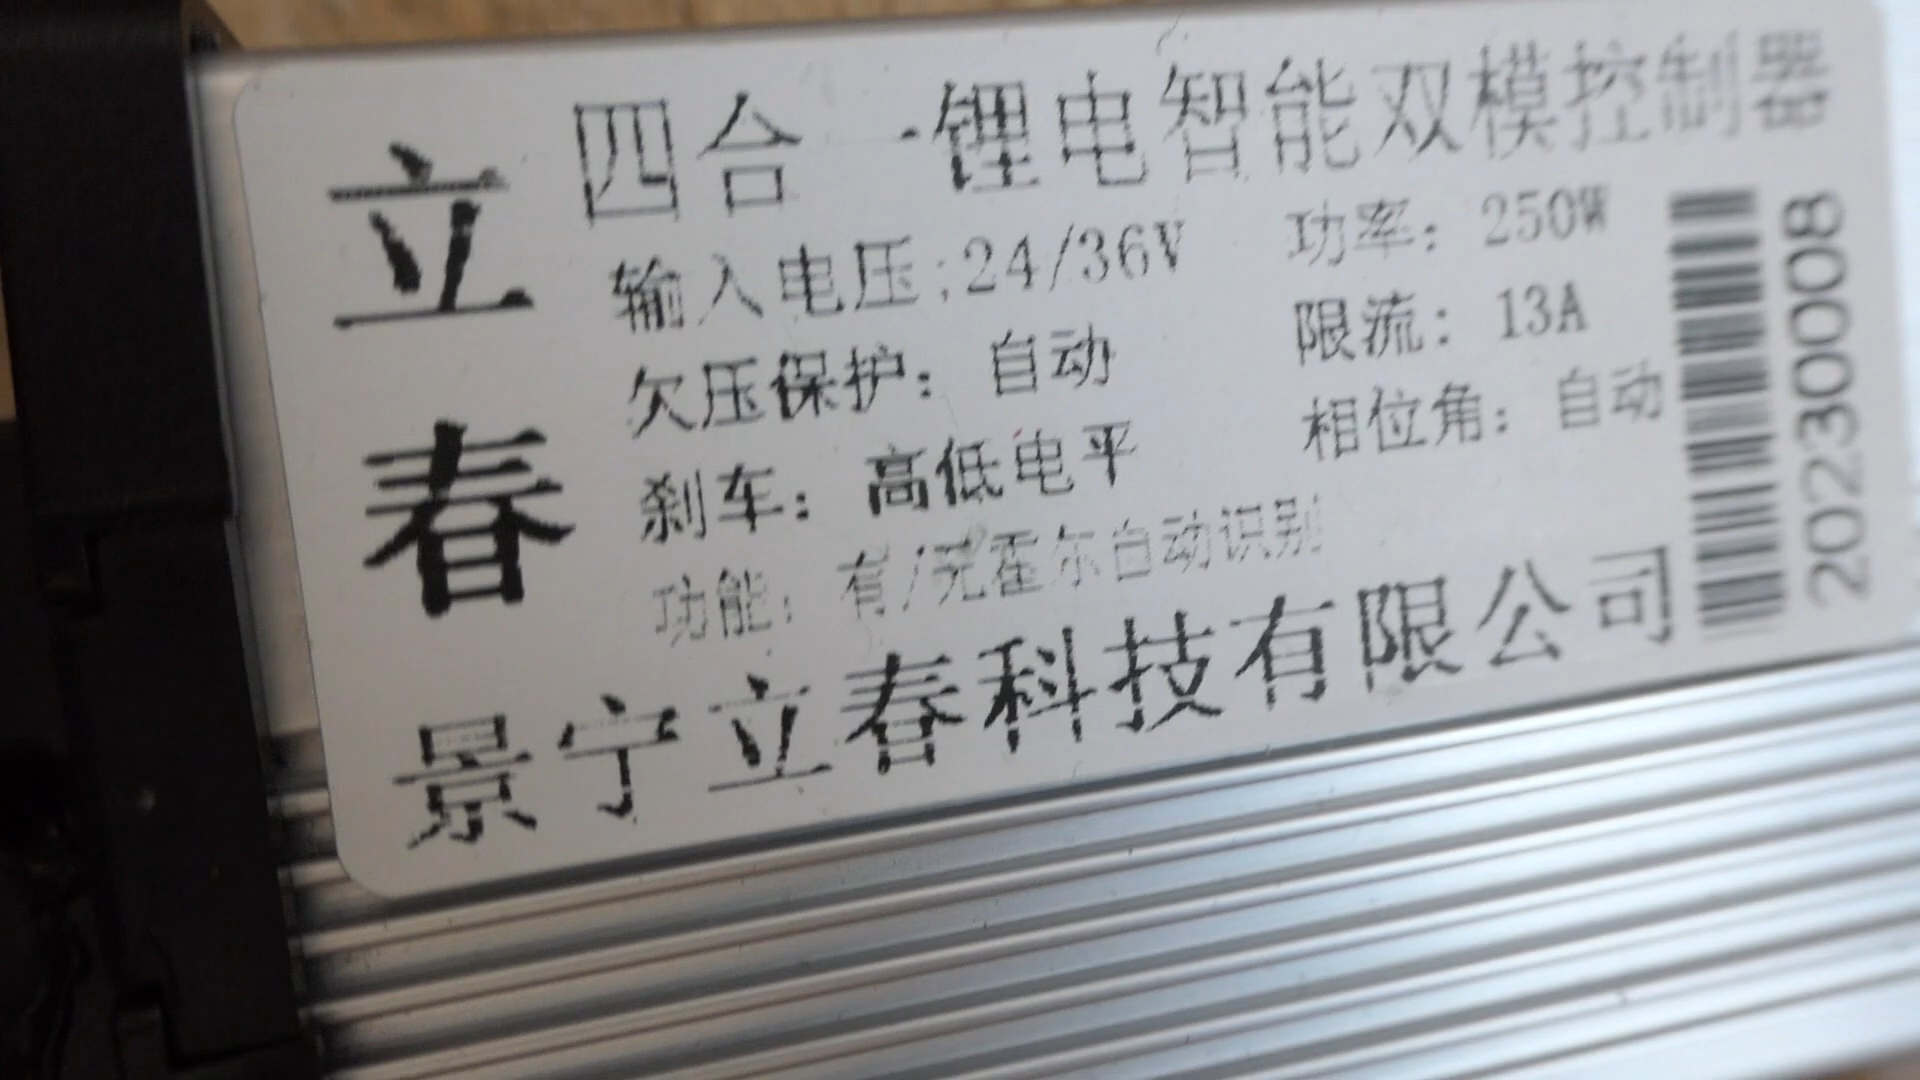 立春
四合一锂电智能双模控制器
输入电压:24/36V 功率:250W
欠压保护:自动 限流:13A
刹车:高低电平 相位角:自动
功能:有/无霍尔自动识别
景宁立春科技有限公司
20230008